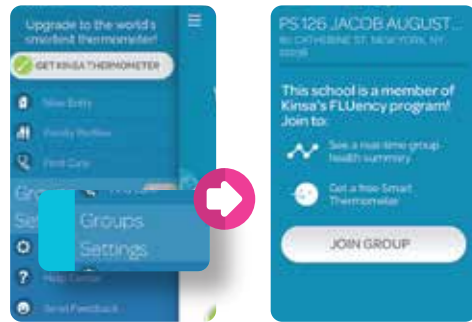 Upgrade to the world's
smartest thermometer!
GET KINSA THERMOMETER
New Entry
Family Profiles
Find Care
Groups
Settings
Help Center
Send Feedback
PS 126 JACOB AUGUST...
80 CATHERINE ST, NEW YORK, NY
10038
This school is a member of
Kinsa's FLUency program!
Join to:
See a real-time group
health summary
Get a free Smart
Thermometer
JOIN GROUP